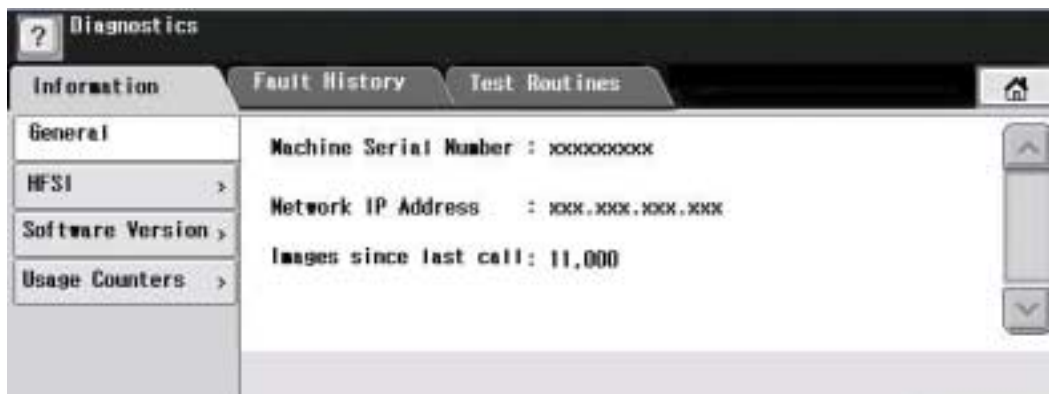 ? Diagnostics
Information Fault History Test Routines
General
HFSI >
Software Version >
Usage Counters >
Machine Serial Number : xxxxxxxxx
Network IP Address : xxx.xxx.xxx.xxx
Images since last call: 11,000